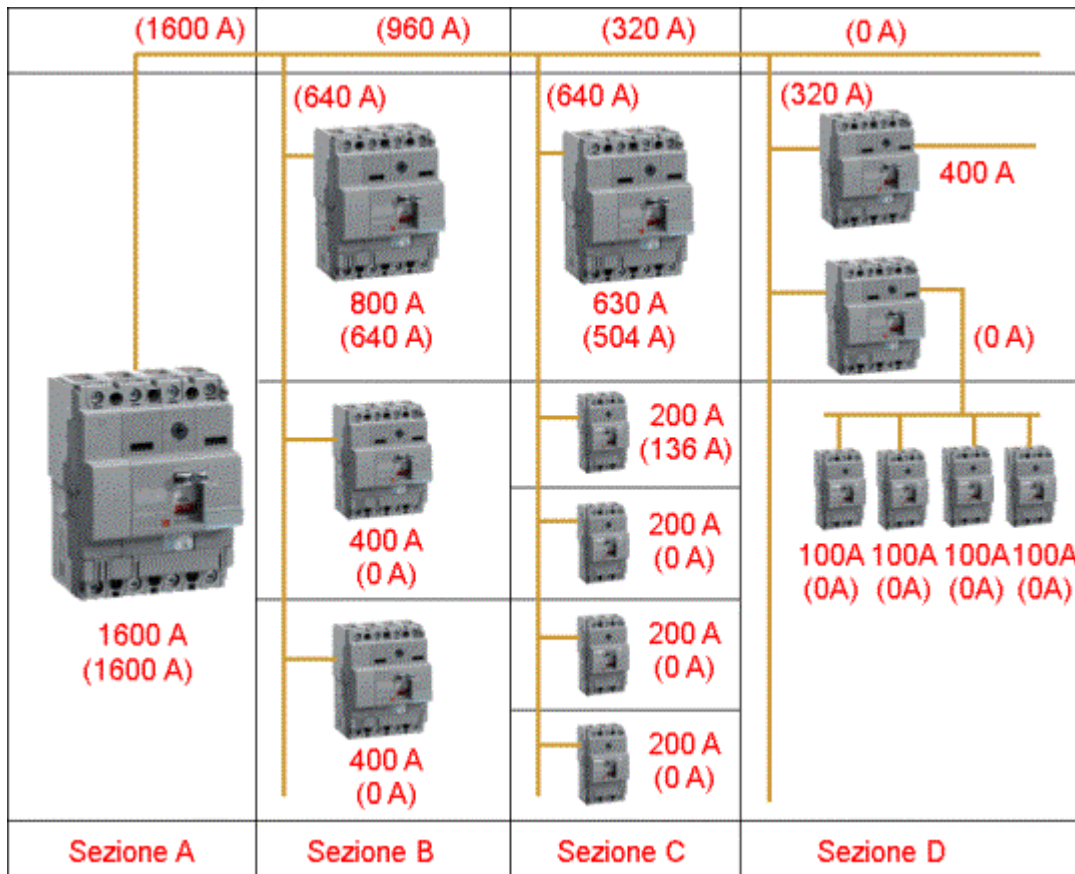 (1600 A)
(960 A)
(320 A)
(0 A)
(640 A)
(640 A)
(320 A)
400 A
800 A
(640 A)
630 A
(504 A)
(0 A)
1600 A
(1600 A)
400 A
(0 A)
400 A
(0 A)
200 A
(136 A)
200 A
(0 A)
200 A
(0 A)
200 A
(0 A)
100A 100A 100A 100A
(0A) (0A) (0A) (0A)
Sezione A
Sezione B
Sezione C
Sezione D